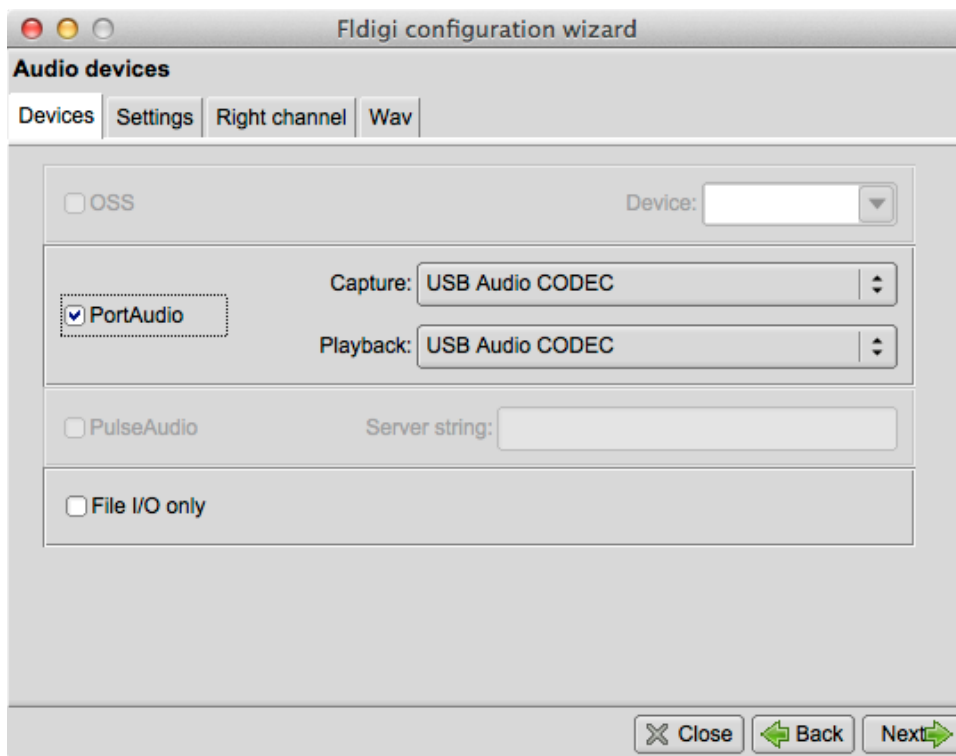 Fldigi configuration wizard
Audio devices
Devices Settings Right channel Wav
OSS Device:
Capture: USB Audio CODEC
PortAudio
Playback: USB Audio CODEC
PulseAudio Server string:
File I/O only
Close Back Next